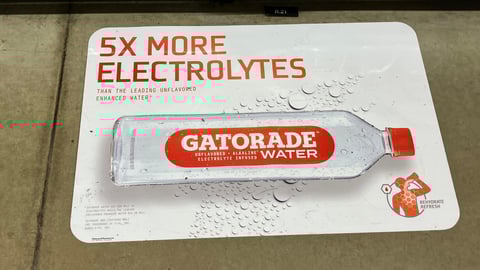 5X MORE
ELECTROLYTES
THAN THE LEADING UNFLAVORED
ENHANCED WATER
GATORADE
WATER
UNFLAVORED • ALKALINE
ELECTROLYTE INFUSED
REHYDRATE
REFRESH